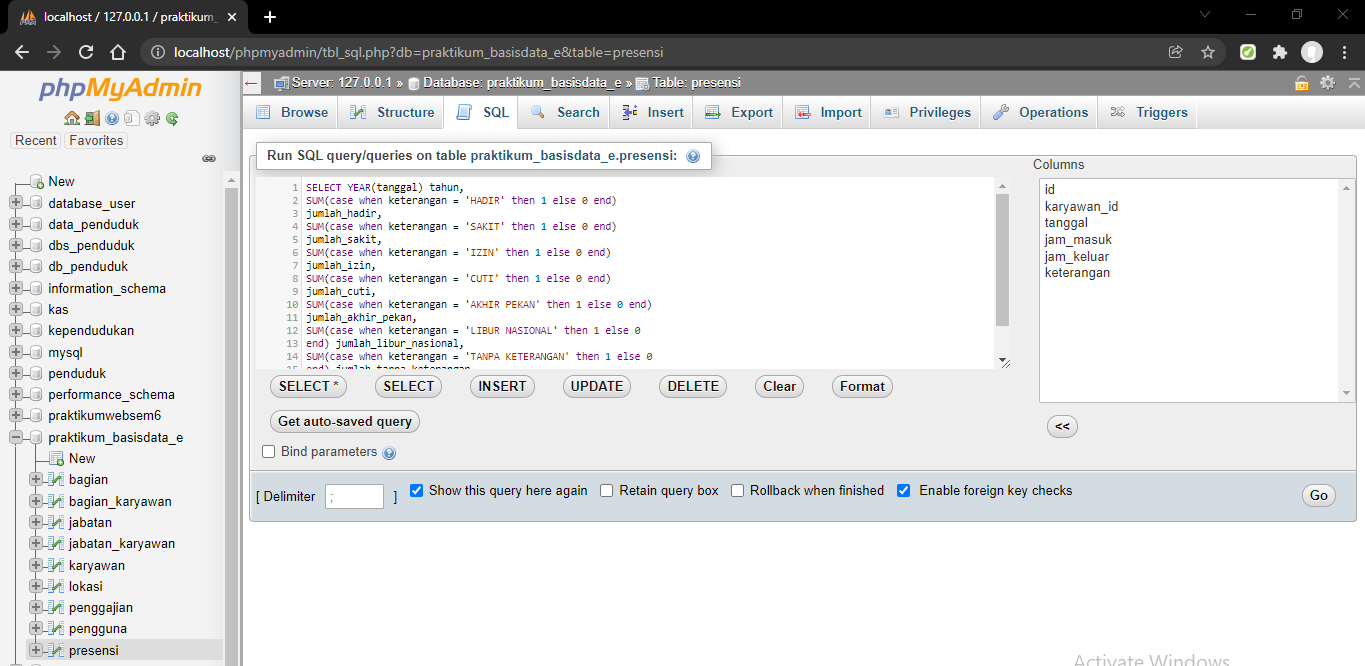 localhost / 127.0.0.1 / praktikum_
localhost/phpmyadmin/tbl_sql.php?db=praktikum_basisdata_e&table=presensi
phpMyAdmin
Recent Favorites
New
database_user
data_penduduk
dbs_penduduk
db_penduduk
information_schema
kas
kependudukan
mysql
penduduk
performance_schema
praktikumwebsem6
praktikum_basisdata_e
New
bagian
bagian_karyawan
jabatan
jabatan_karyawan
karyawan
lokasi
penggajian
pengguna
presensi
Server: 127.0.0.1 » Database: praktikum_basisdata_e » Table: presensi
Browse Structure SQL Search Insert Export Import Privileges Operations Triggers
Run SQL query/queries on table praktikum_basisdata_e.presensi:
1 SELECT YEAR(tanggal) tahun,
2 SUM(case when keterangan = 'HADIR' then 1 else 0 end)
3 jumlah_hadir,
4 SUM(case when keterangan = 'SAKIT' then 1 else 0 end)
5 jumlah_sakit,
6 SUM(case when keterangan = 'IZIN' then 1 else 0 end)
7 jumlah_izin,
8 SUM(case when keterangan = 'CUTI' then 1 else 0 end)
9 jumlah_cuti,
10 SUM(case when keterangan = 'AKHIR PEKAN' then 1 else 0 end)
11 jumlah_akhir_pekan,
12 SUM(case when keterangan = 'LIBUR NASIONAL' then 1 else 0
13 end) jumlah_libur_nasional,
14 SUM(case when keterangan = 'TANPA KETERANGAN' then 1 else 0
15 end) jumlah_tanpa_keterangan
Columns
id
karyawan_id
tanggal
jam_masuk
jam_keluar
keterangan
SELECT * SELECT INSERT UPDATE DELETE Clear Format
Get auto-saved query
<<
Bind parameters
[ Delimiter ; ] Show this query here again Retain query box Rollback when finished Enable foreign key checks
Go
Activate Windows